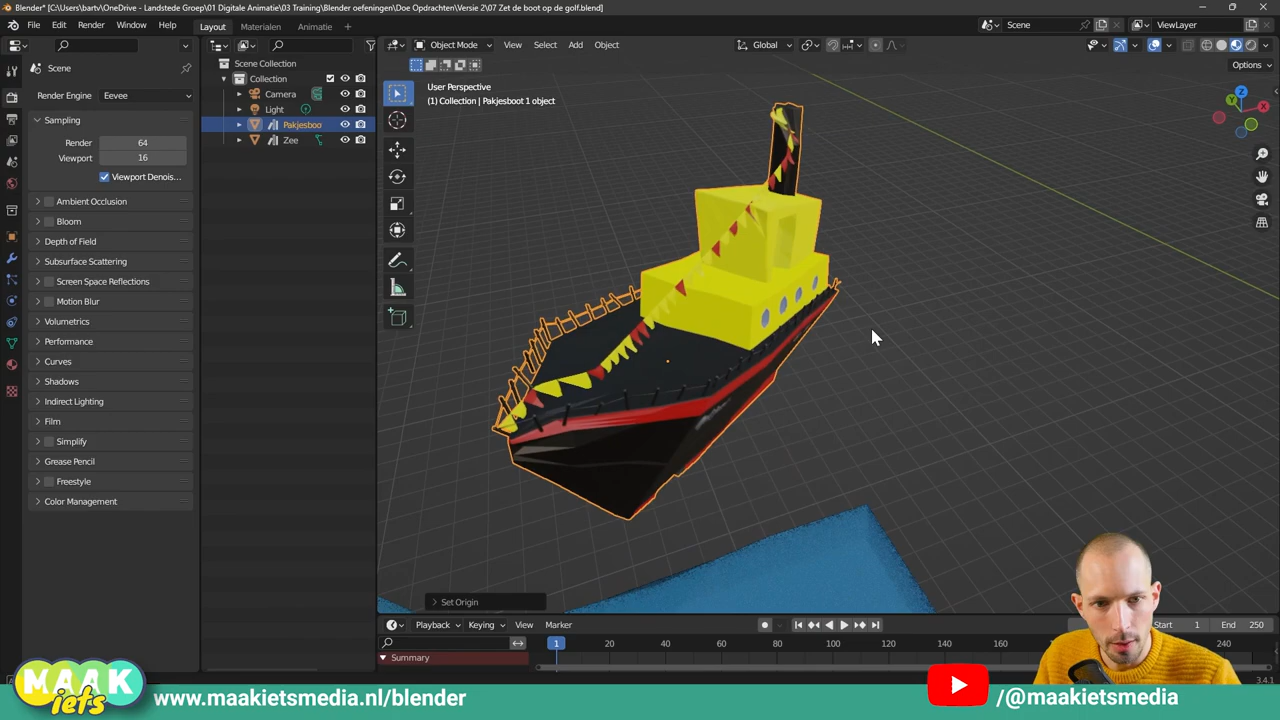 Blender* [C:\Users\bartv\OneDrive - Landstede Groep\01 Digitale Animatie\03 Training\Blender oefeningen\Doe Opdrachten\Versie 2\07 Zet de boot op de golf.blend]
File Edit Render Window Help Layout Materialen Animatie Scene ViewLayer
Object Mode View Select Add Object Global
Options
Scene
Render Engine Eevee
Sampling
Render 64
Viewport 16
Viewport Denois...
Ambient Occlusion
Bloom
Depth of Field
Subsurface Scattering
Screen Space Reflections
Motion Blur
Volumetrics
Performance
Curves
Shadows
Indirect Lighting
Film
Simplify
Grease Pencil
Freestyle
Color Management
Scene Collection
Collection
Camera
Light
Pakjesboo
Zee
User Perspective
(1) Collection | Pakjesboot 1 object
Z
Y
X
Set Origin
Playback Keying View Marker
1 Start 1 End 250
1 20 40 60 80 100 120 140 160 240
Summary
3.4.1
MAAK
iets
www.maakietsmedia.nl/blender
/@maakietsmedia